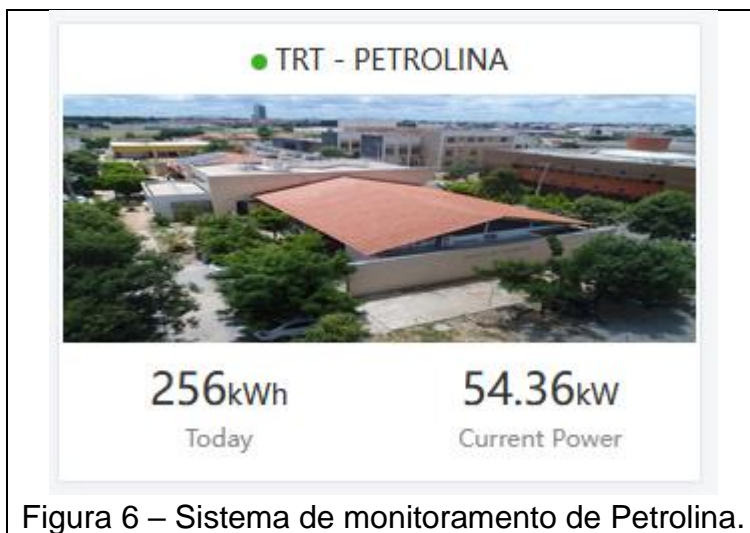 TRT - PETROLINA
256kWh 54.36kW
Today Current Power
Figura 6 – Sistema de monitoramento de Petrolina.